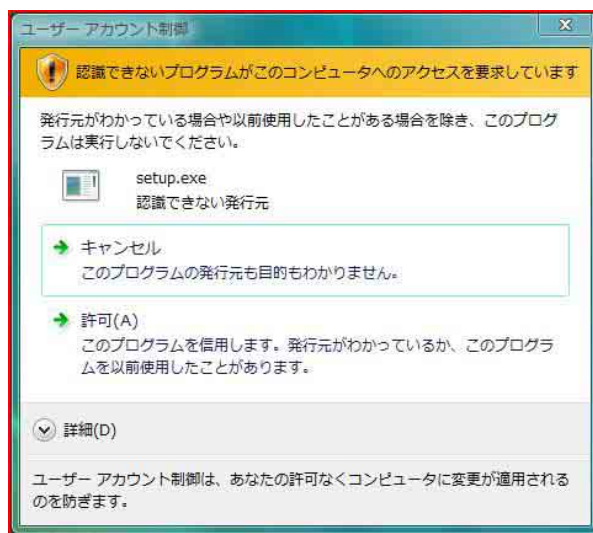 ユーザー アカウント制御
認識できないプログラムがこのコンピュータへのアクセスを要求しています
発行元がわかっている場合や以前使用したことがある場合を除き、このプログ
ラムは実行しないでください。
setup.exe
認識できない発行元
キャンセル
このプログラムの発行元も目的もわかりません。
許可(A)
このプログラムを信用します。発行元がわかっているか、このプログラ
ムを以前使用したことがあります。
詳細(D)
ユーザー アカウント制御は、あなたの許可なくコンピュータに変更が適用される
のを防ぎます。